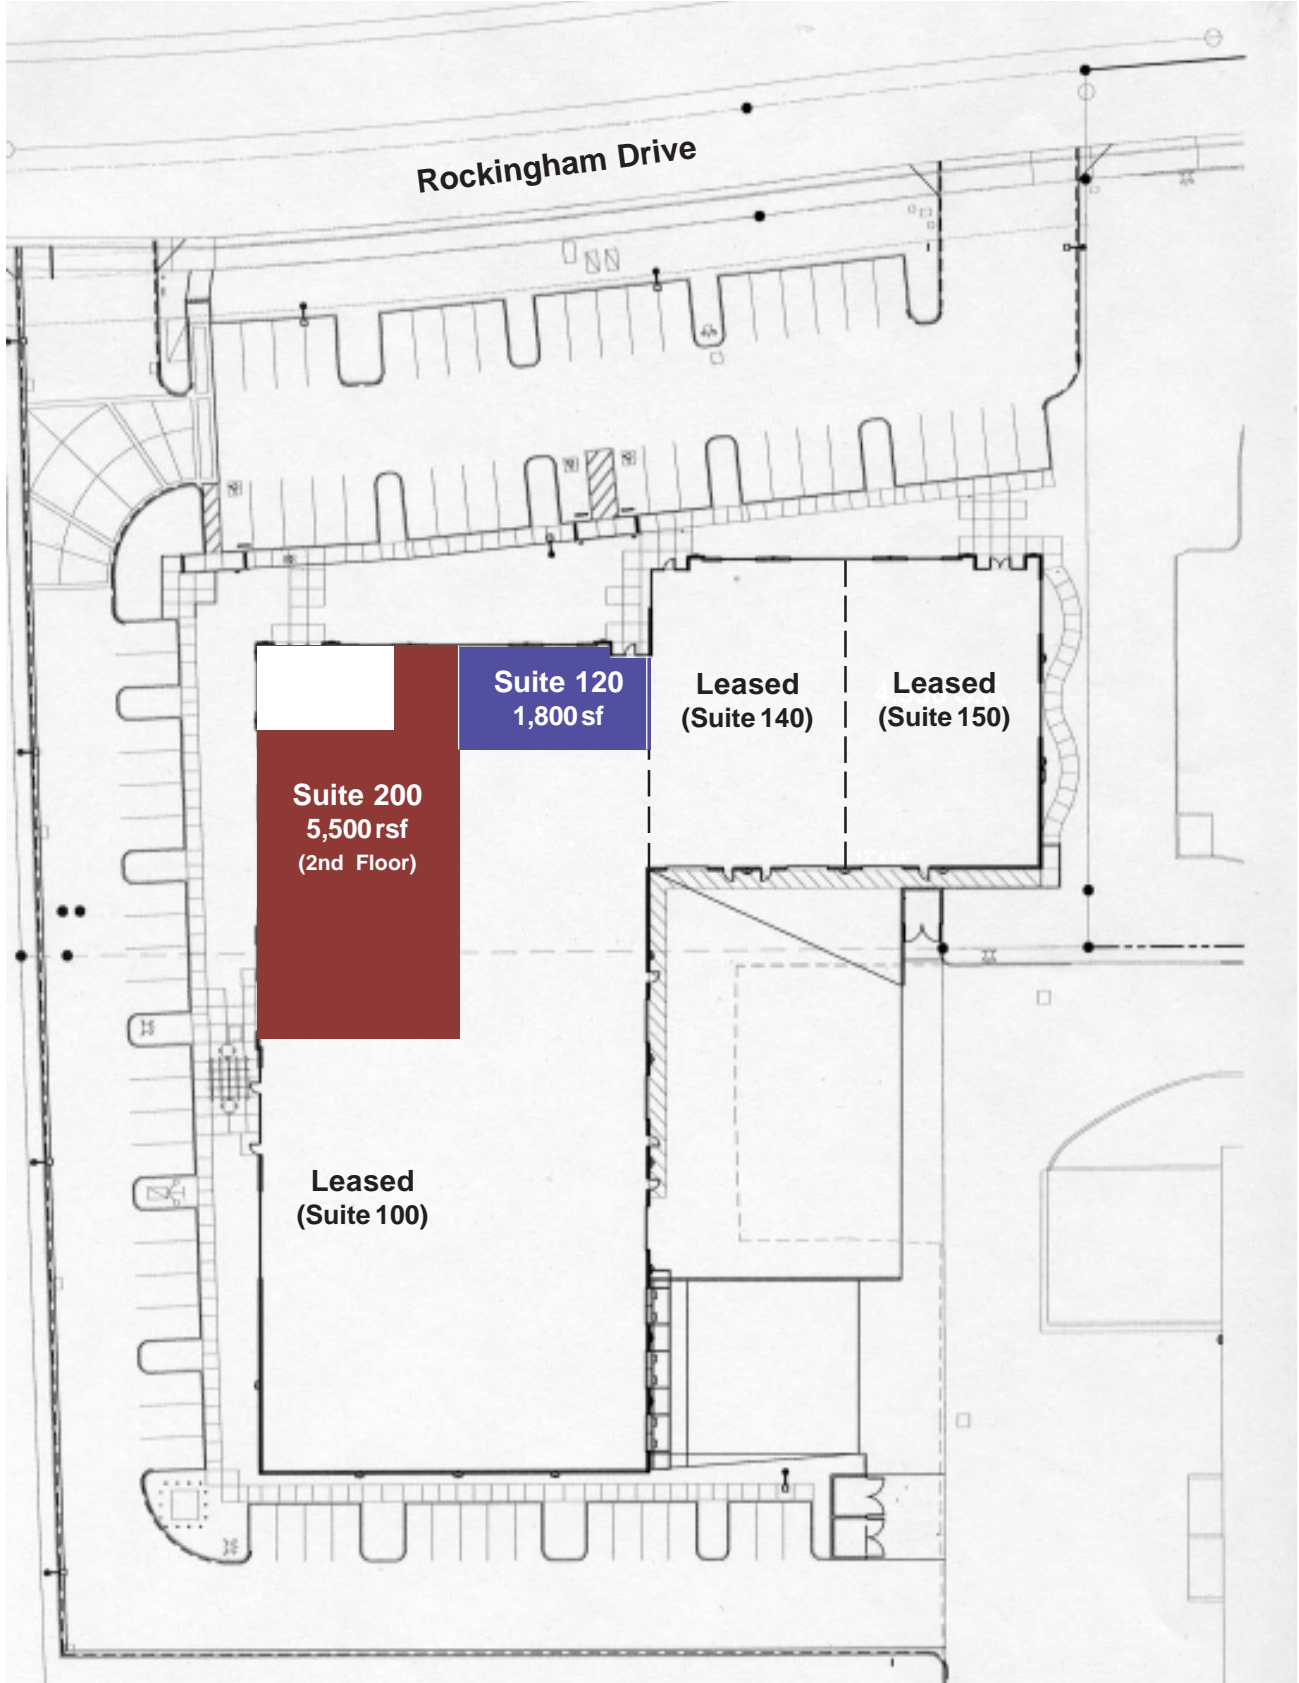 Rockingham Drive
Suite 120
1,800 sf
Leased
(Suite 140)
Leased
(Suite 150)
Suite 200
5,500 rsf
(2nd Floor)
Leased
(Suite 100)